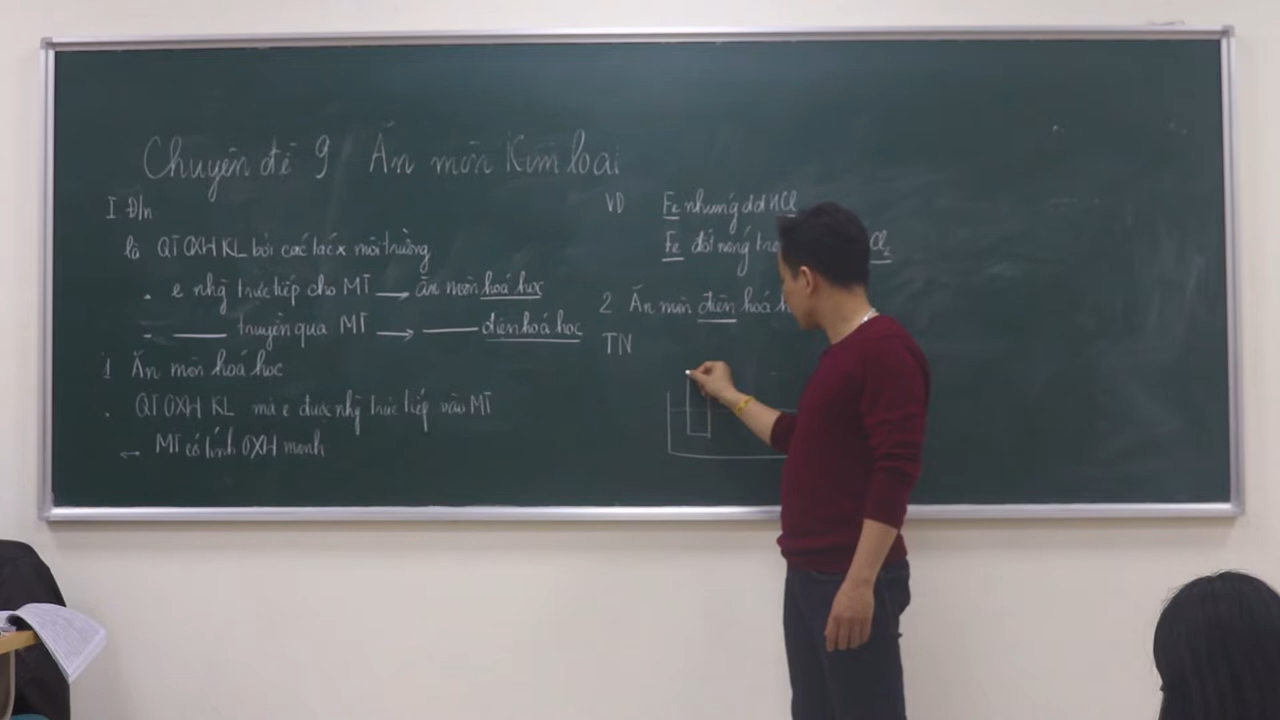 Chuyên đề 9 Ăn mòn Kim loại
I Đ/n
là QT OXH KL bởi các tác x môi trường
. e nhg trực tiếp cho MT → ăn mòn hoá học
. —— truyền qua MT → —— điện hoá học
1 Ăn mòn hoá học
. QT OXH KL mà e được nhg trực tiếp vào MT
↔ MT có tính OXH mạnh
VD Fe nhúng dd HCl
Fe đốt nóng tro Cl₂
2 Ăn mòn điện hoá h
TN